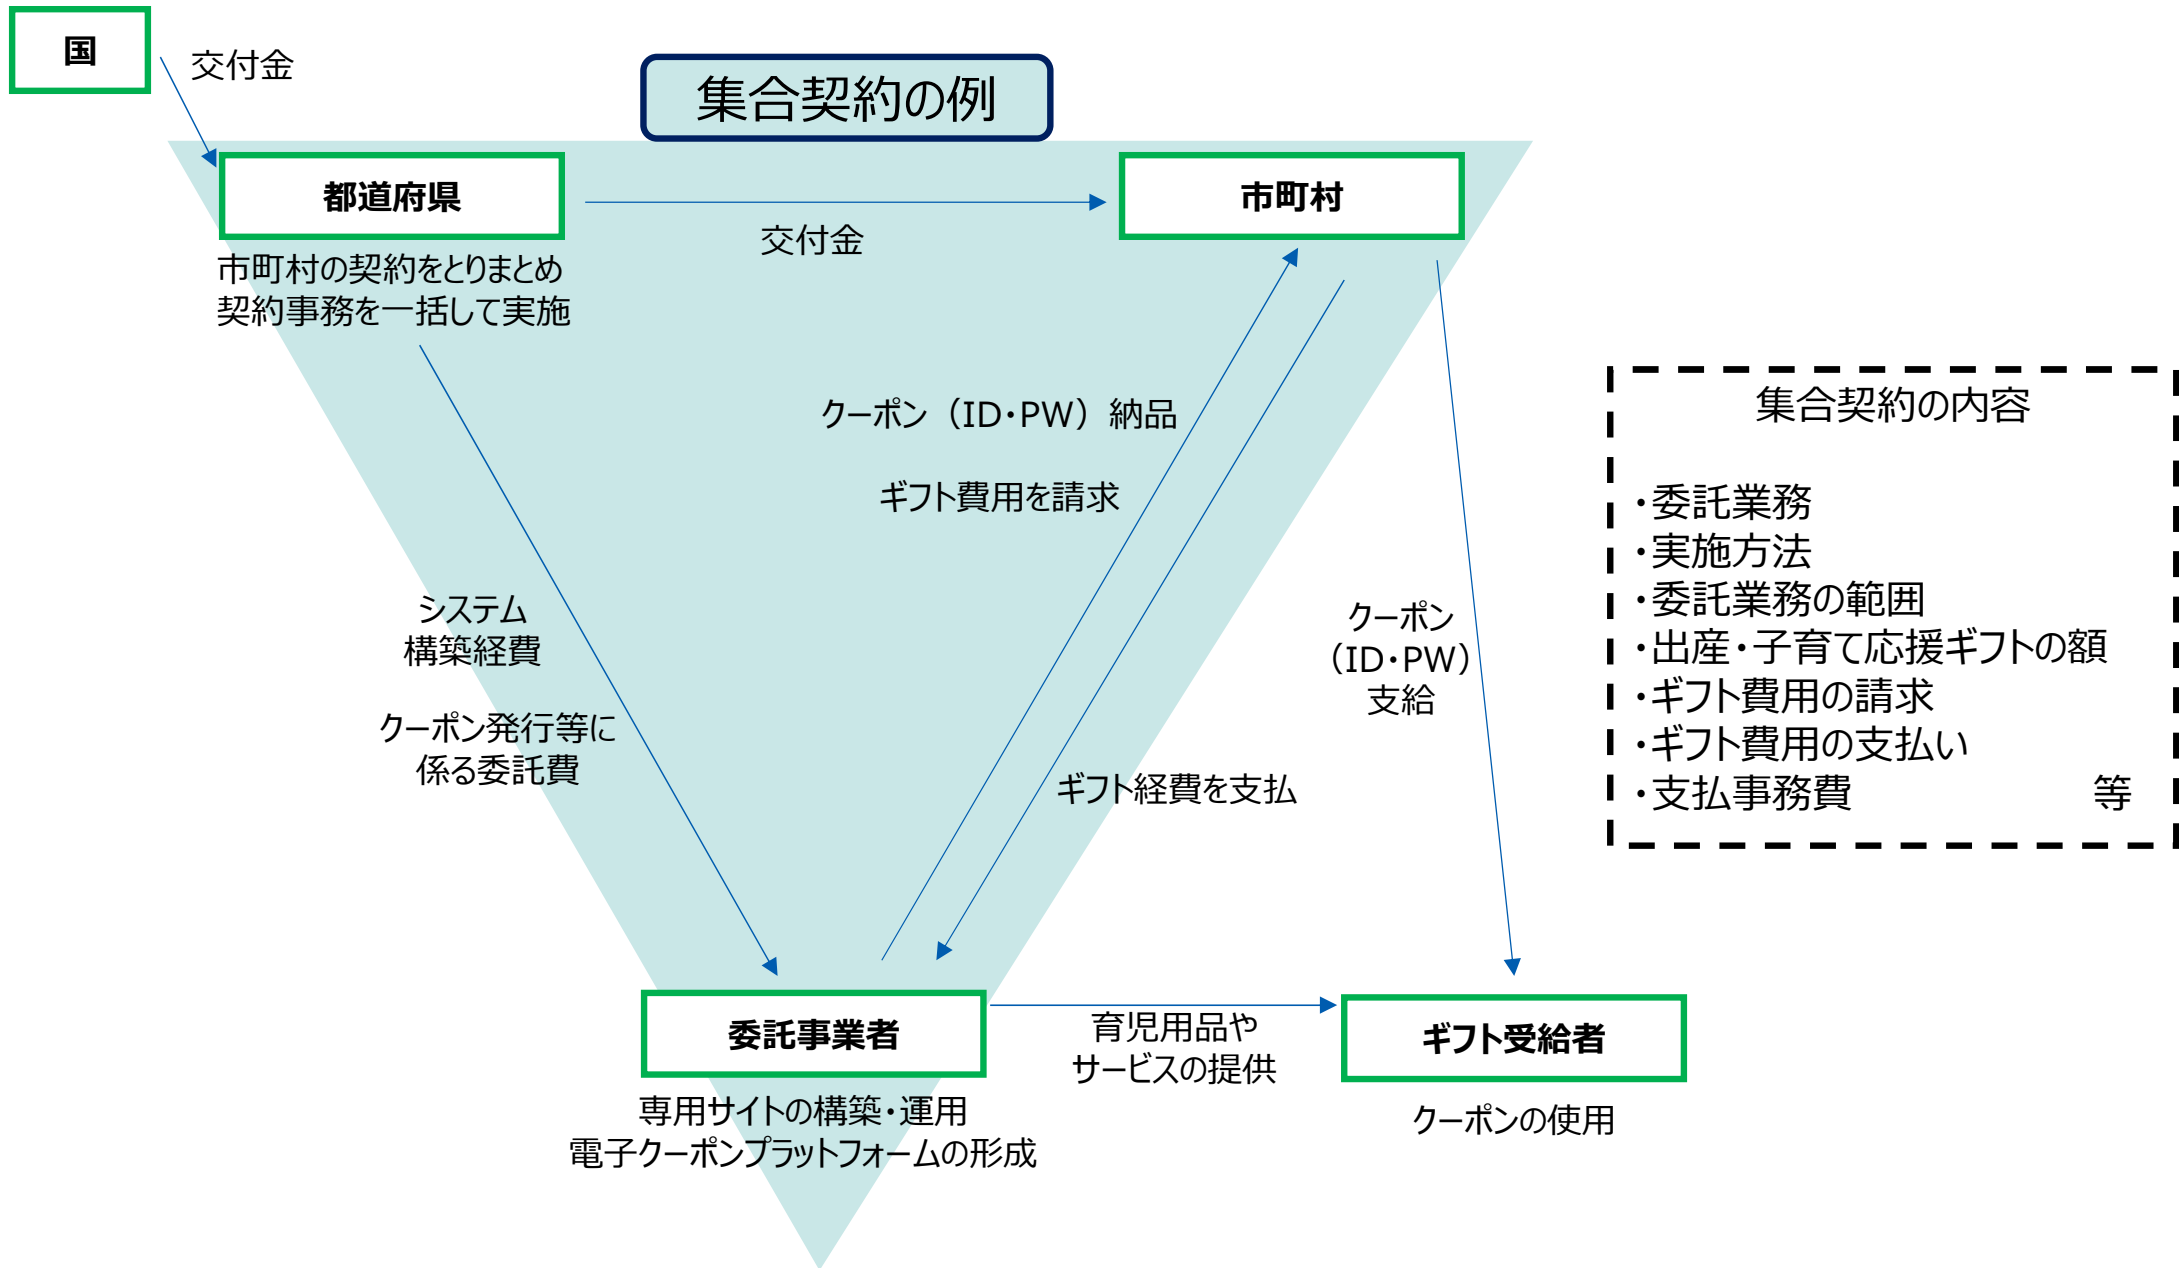 国
交付金
集合契約の例
都道府県
市町村
交付金
市町村の契約をとりまとめ
契約事務を一括して実施
クーポン（ID・PW）納品
ギフト費用を請求
システム
構築経費
クーポン発行等に
係る委託費
クーポン
（ID・PW）
支給
ギフト経費を支払
集合契約の内容
・委託業務
・実施方法
・委託業務の範囲
・出産・子育て応援ギフトの額
・ギフト費用の請求
・ギフト費用の支払い
・支払事務費　　　　　　等
委託事業者
育児用品や
サービスの提供
ギフト受給者
専用サイトの構築・運用
電子クーポンプラットフォームの形成
クーポンの使用